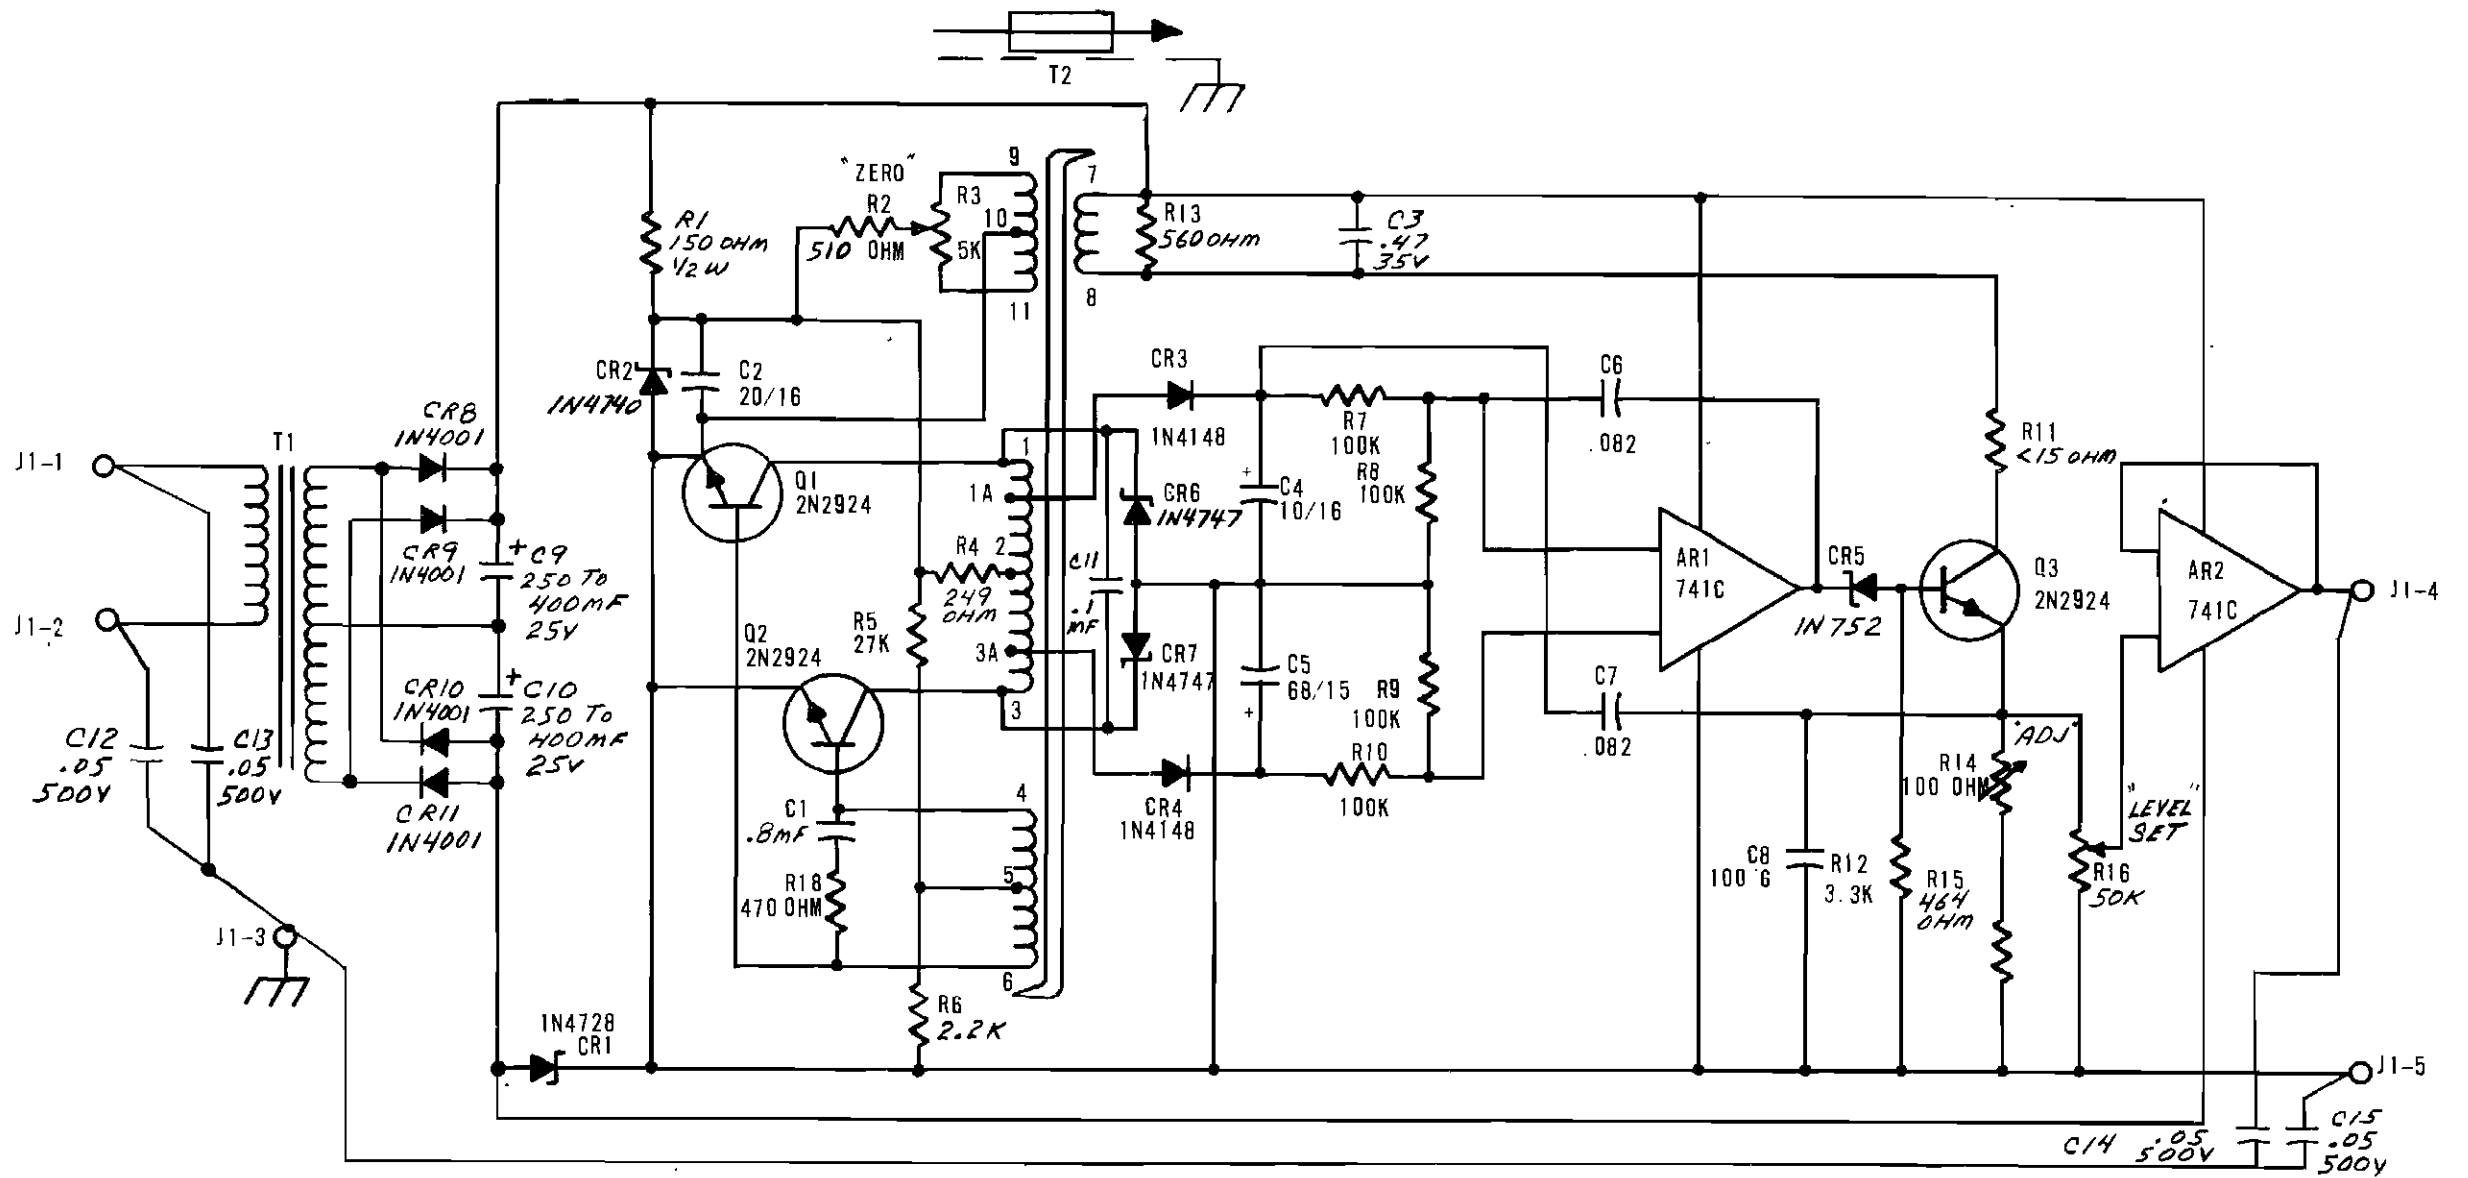 T2
"ZERO"
R2
510 OHM
R3
5K
9
10
11
7
8
R1
150 OHM
1/2 W
R13
560 OHM
C3
.47
35V
CR2
1N4740
C2
20/16
CR3
1N4148
C6
.082
R7
100K
R8
100K
R11
<15 OHM
CR8
1N4001
T1
J1-1
Q1
2N2924
1
1A
CR6
1N4747
+
C4
10/16
CR9
1N4001
+ C9
250 TO
400MF
25V
R4
249
OHM
2
C11
.1
MF
AR1
741C
CR5
1N752
Q3
2N2924
AR2
741C
J1-4
J1-2
Q2
2N2924
R5
27K
3A
3
CR7
1N4747
C5
68/15
+
R9
100K
R10
100K
C7
.082
CR10
1N4001
+ C10
250 TO
400MF
25V
"ADJ"
R14
100 OHM
C12
.05
500V
C13
.05
500V
CR11
1N4001
C1
.8MF
4
CR4
1N4148
"LEVEL
SET"
R18
470 OHM
5
C8
100 6
R12
3.3K
R15
464
OHM
R16
50K
J1-3
6
R6
2.2K
1N4728
CR1
J1-5
C14
.05
500V
C15
.05
500V